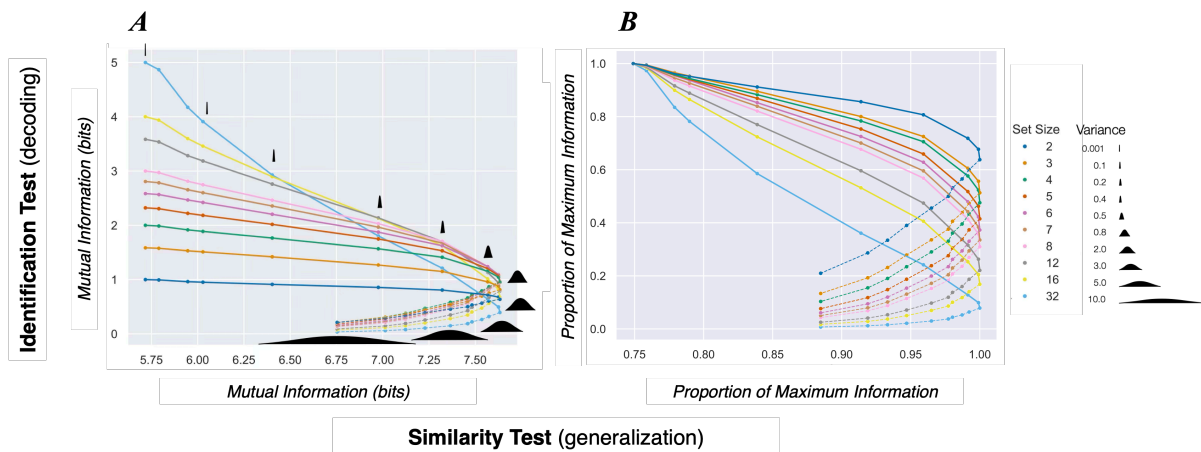 A
B
Identification Test (decoding)
Mutual Information (bits)
5
4
3
2
1
0
5.75 6.00 6.25 6.50 6.75 7.00 7.25 7.50
Mutual Information (bits)
Proportion of Maximum Information
1.0
0.8
0.6
0.4
0.2
0.0
0.75 0.80 0.85 0.90 0.95 1.00
Proportion of Maximum Information
Set Size Variance
2 0.001
3 0.1
4 0.2
5 0.4
6 0.5
7 0.8
8 2.0
12 3.0
16 5.0
32 10.0
Similarity Test (generalization)